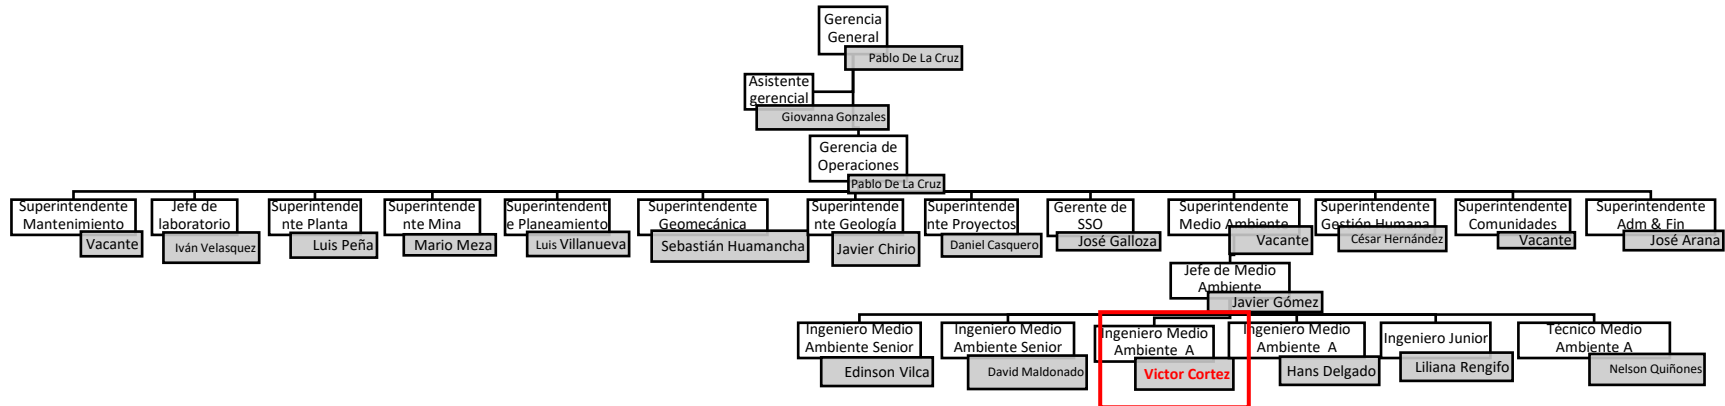 Gerencia
General
Pablo De La Cruz
Asistente
gerencial
Giovanna Gonzales
Gerencia de
Operaciones
Pablo De La Cruz
Superintendente
Mantenimiento
Vacante
Jefe de
laboratorio
Iván Velasquez
Superintende
nte Planta
Luis Peña
Superintende
nte Mina
Mario Meza
Superintendent
e Planeamiento
Luis Villanueva
Superintendente
Geomecánica
Sebastián Huamancha
Superintende
nte Geología
Javier Chirio
Superintende
nte Proyectos
Daniel Casquero
Gerente de
SSO
José Galloza
Superintendente
Medio Ambiente
Vacante
Superintendente
Gestión Humana
César Hernández
Superintendente
Comunidades
Vacante
Superintendente
Adm & Fin
José Arana
Jefe de Medio
Ambiente
Javier Gómez
Ingeniero Medio
Ambiente Senior
Edinson Vilca
Ingeniero Medio
Ambiente Senior
David Maldonado
Ingeniero Medio
Ambiente A
Victor Cortez
Ingeniero Medio
Ambiente A
Hans Delgado
Ingeniero Junior
Liliana Rengifo
Técnico Medio
Ambiente A
Nelson Quiñones